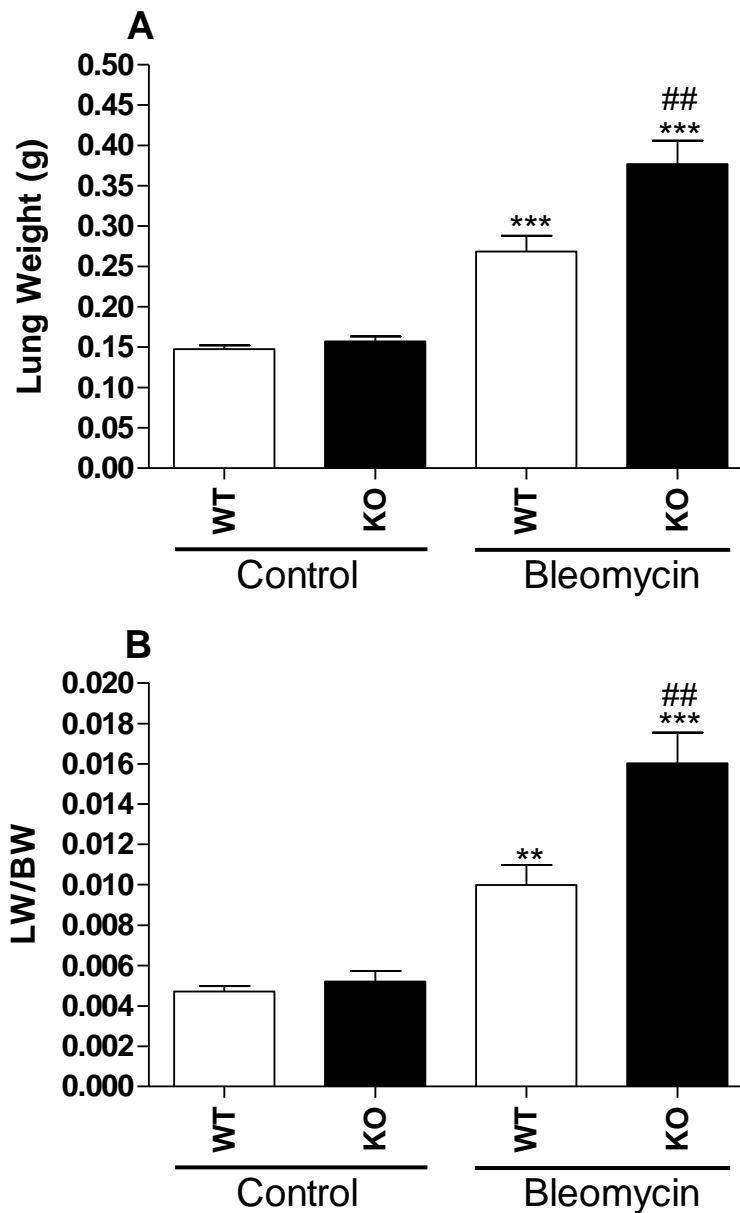 A
Lung Weight (g)
0.50
0.45
0.40
0.35
0.30
0.25
0.20
0.15
0.10
0.05
0.00
***
##
***
WT
KO
WT
KO
Control
Bleomycin
B
LW/BW
0.020
0.018
0.016
0.014
0.012
0.010
0.008
0.006
0.004
0.002
0.000
**
##
***
WT
KO
WT
KO
Control
Bleomycin